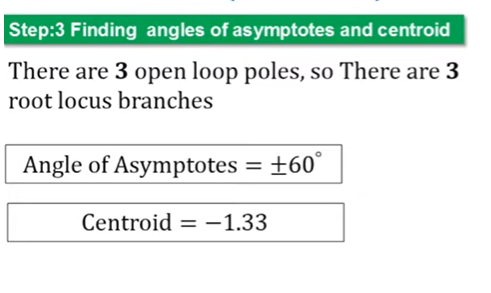 Step:3 Finding angles of asymptotes and centroid
There are 3 open loop poles, so There are 3
root locus branches
Angle of Asymptotes = ±60°
Centroid = −1.33